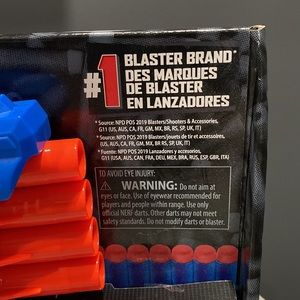 #1 BLASTER BRAND*
DES MARQUES
DE BLASTER
EN LANZADORES
* Source: NPD POS 2019 Blasters/Shooters & Accessories,
G11 (US, AUS, CA, FR, GM, MX, BR, RS, SP, UK, IT)
* Source: NPD POS 2019 Blasters/jouets de tir et accessoires,
(US, AUS, CA, FR, GM, MX, BR, RS, SP, UK, IT)
* Fuente: NPD POS 2019 Lanzadores y accesorios,
G11 (USA, AUS, CAN, FRA, DEU, MEX, BRA, RUS, ESP, GBR, ITA)
TO AVOID EYE INJURY:
WARNING: Do not aim at
eyes or face. Use of eyewear recommended for
players and people within range. Use only
official NERF darts. Other darts may not meet
safety standards. Do not modify darts or blaster.